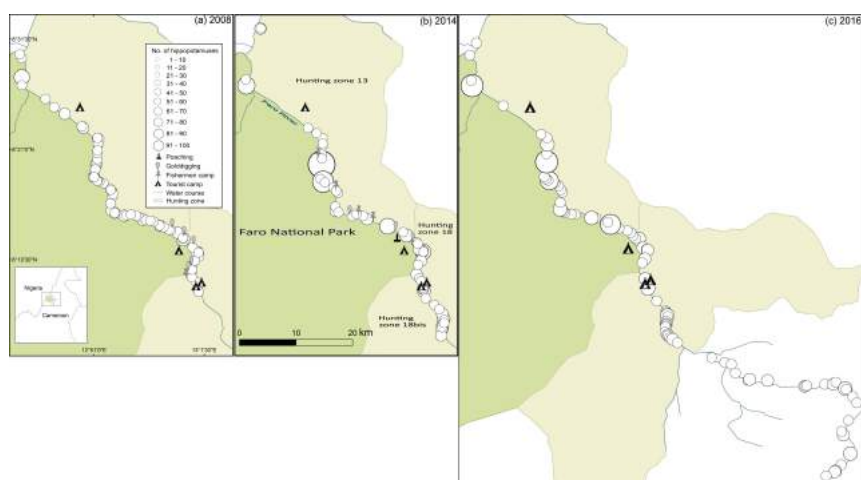 (a) 2008
No. of hippopotamuses
1 - 10
11 - 20
21 - 30
31 - 40
41 - 50
51 - 60
61 - 70
71 - 80
81 - 90
91 - 100
Poaching
Golddigging
Fishermen camp
Tourist camp
Water course
Hunting zone
Nigeria
Cameroon
(b) 2014
Hunting zone 13
Faro River
Faro National Park
Hunting
zone 18
Hunting
zone 18bis
0 10 20 km
(c) 2016